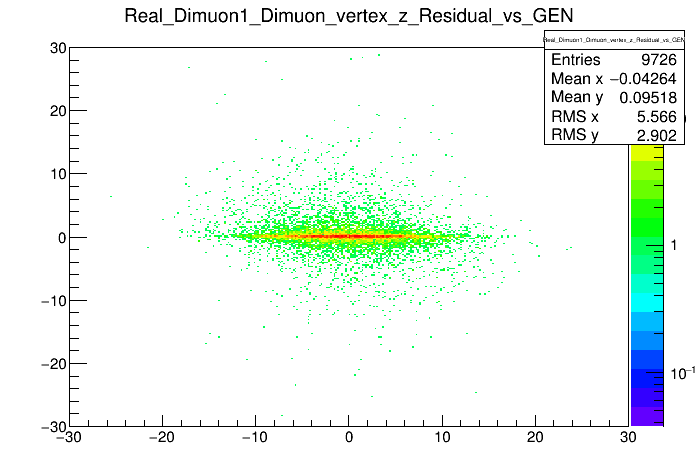 Real_Dimuon1_Dimuon_vertex_z_Residual_vs_GEN
Real_Dimuon1_Dimuon_vertex_z_Residual_vs_GEN
Entries 9726
Mean x −0.04264
Mean y 0.09518
RMS x 5.566
RMS y 2.902
30
20
10
0
−10
−20
−30
−30 −20 −10 0 10 20 30
1
10−1